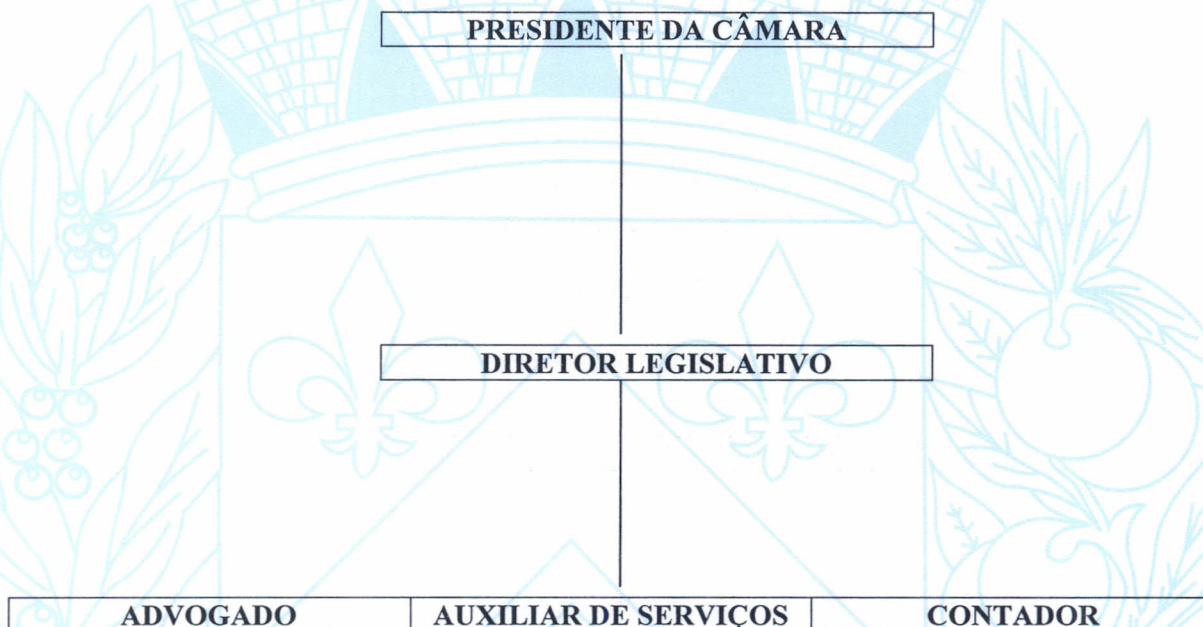 PRESIDENTE DA CÂMARA
DIRETOR LEGISLATIVO
ADVOGADO AUXILIAR DE SERVIÇOS CONTADOR